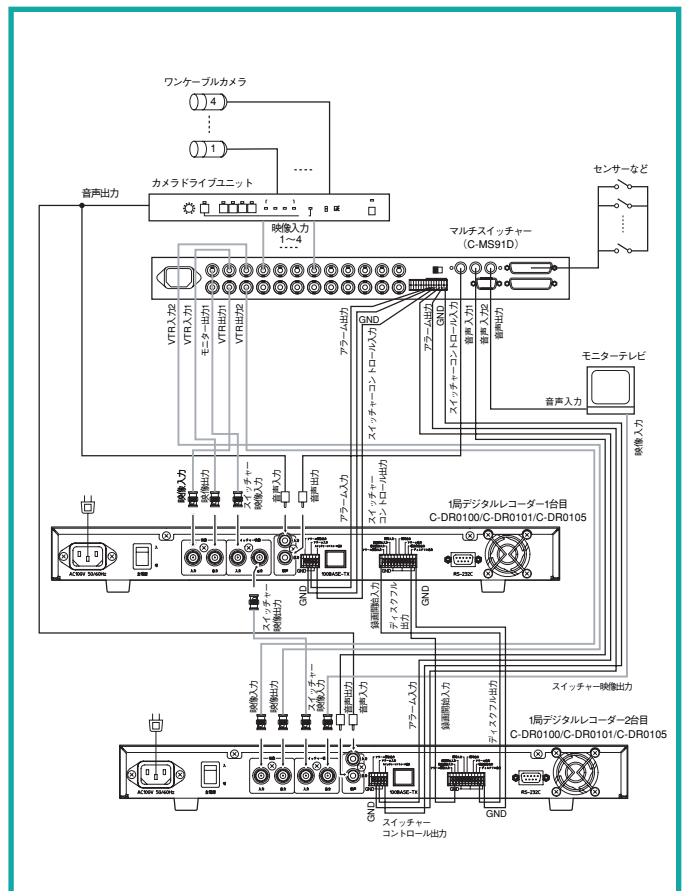 ワンケーブルカメラ
4
1
カメラドライブユニット
音声出力
映像入力
1〜4
センサーなど
マルチスイッチャー
(C-MS91D)
VTR入力2
VTR入力1
モニター出力1
VTR出力1
VTR出力2
アラーム出力
GND
スイッチャーコントロール入力
アラーム出力
GND
スイッチャーコントロール入力
音声入力1
音声入力2
音声出力
モニターテレビ
音声入力
映像入力
映像入力
映像出力
スイッチャー
映像入力
音声入力
音声出力
アラーム入力
スイッチャー
コントロール出力
1局デジタルレコーダー1台目
C-DR0100/C-DR0101/C-DR0105
AC100V 50/60Hz
GND
100BASE-TX
GND
RS-232C
スイッチャー
映像出力
GND
録画開始入力
ディスクフル
出力
GND
映像入力
映像出力
スイッチャー
映像入力
音声出力
音声入力
アラーム入力
録画開始入力
ディスクフル出力
スイッチャー映像出力
1局デジタルレコーダー2台目
C-DR0100/C-DR0101/C-DR0105
AC100V 50/60Hz
GND
100BASE-TX
GND
RS-232C
GND
スイッチャー
コントロール出力
GND